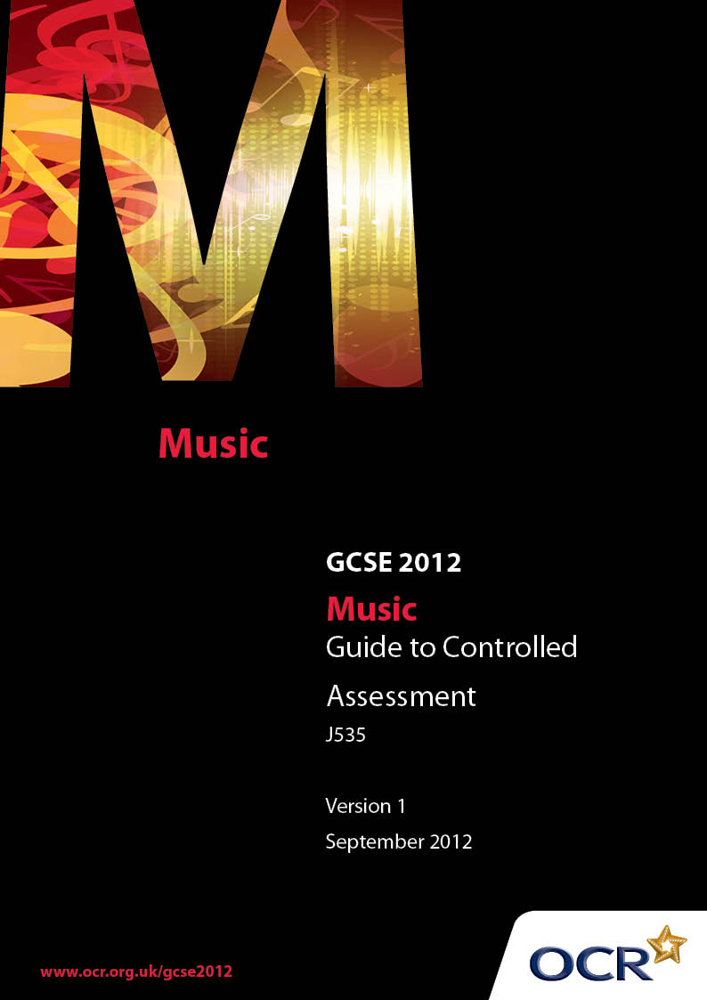 M
Music
GCSE 2012
Music
Guide to Controlled
Assessment
J535
Version 1
September 2012
www.ocr.org.uk/gcse2012
OCR